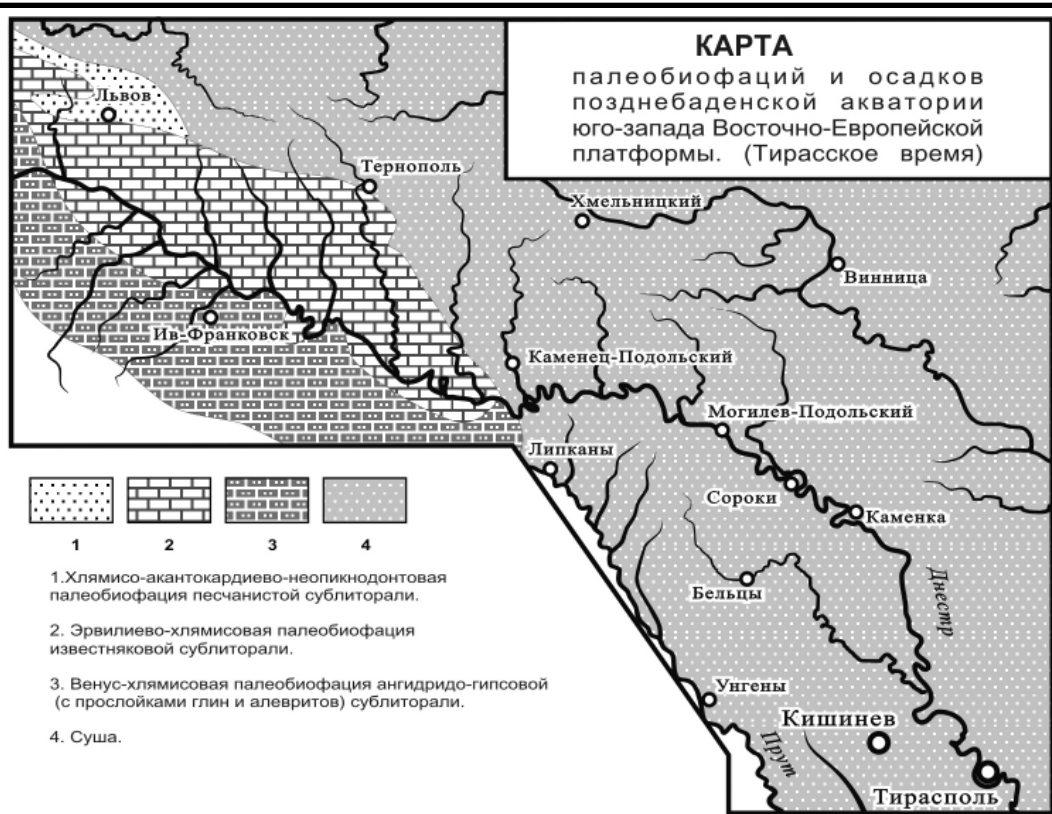 КАРТА
палеобиофаций и осадков
позднебаденской акватории
юго-запада Восточно-Европейской
платформы. (Тирасское время)
Львов
Тернополь
Хмельницкий
Винница
Ив-Франковск
Каменец-Подольский
Могилев-Подольский
Липканы
Сороки
Каменка
Бельцы
Днестр
Унгены
Кишинев
Прут
Тирасполь
1 2 3 4
1.Хлямисо-акантокардиево-неопикнодонтовая
палеобиофация песчанистой сублиторали.
2. Эрвилиево-хлямисовая палеобиофация
известняковой сублиторали.
3. Венус-хлямисовая палеобиофация ангидридо-гипсовой
(с прослойками глин и алевритов) сублиторали.
4. Суша.